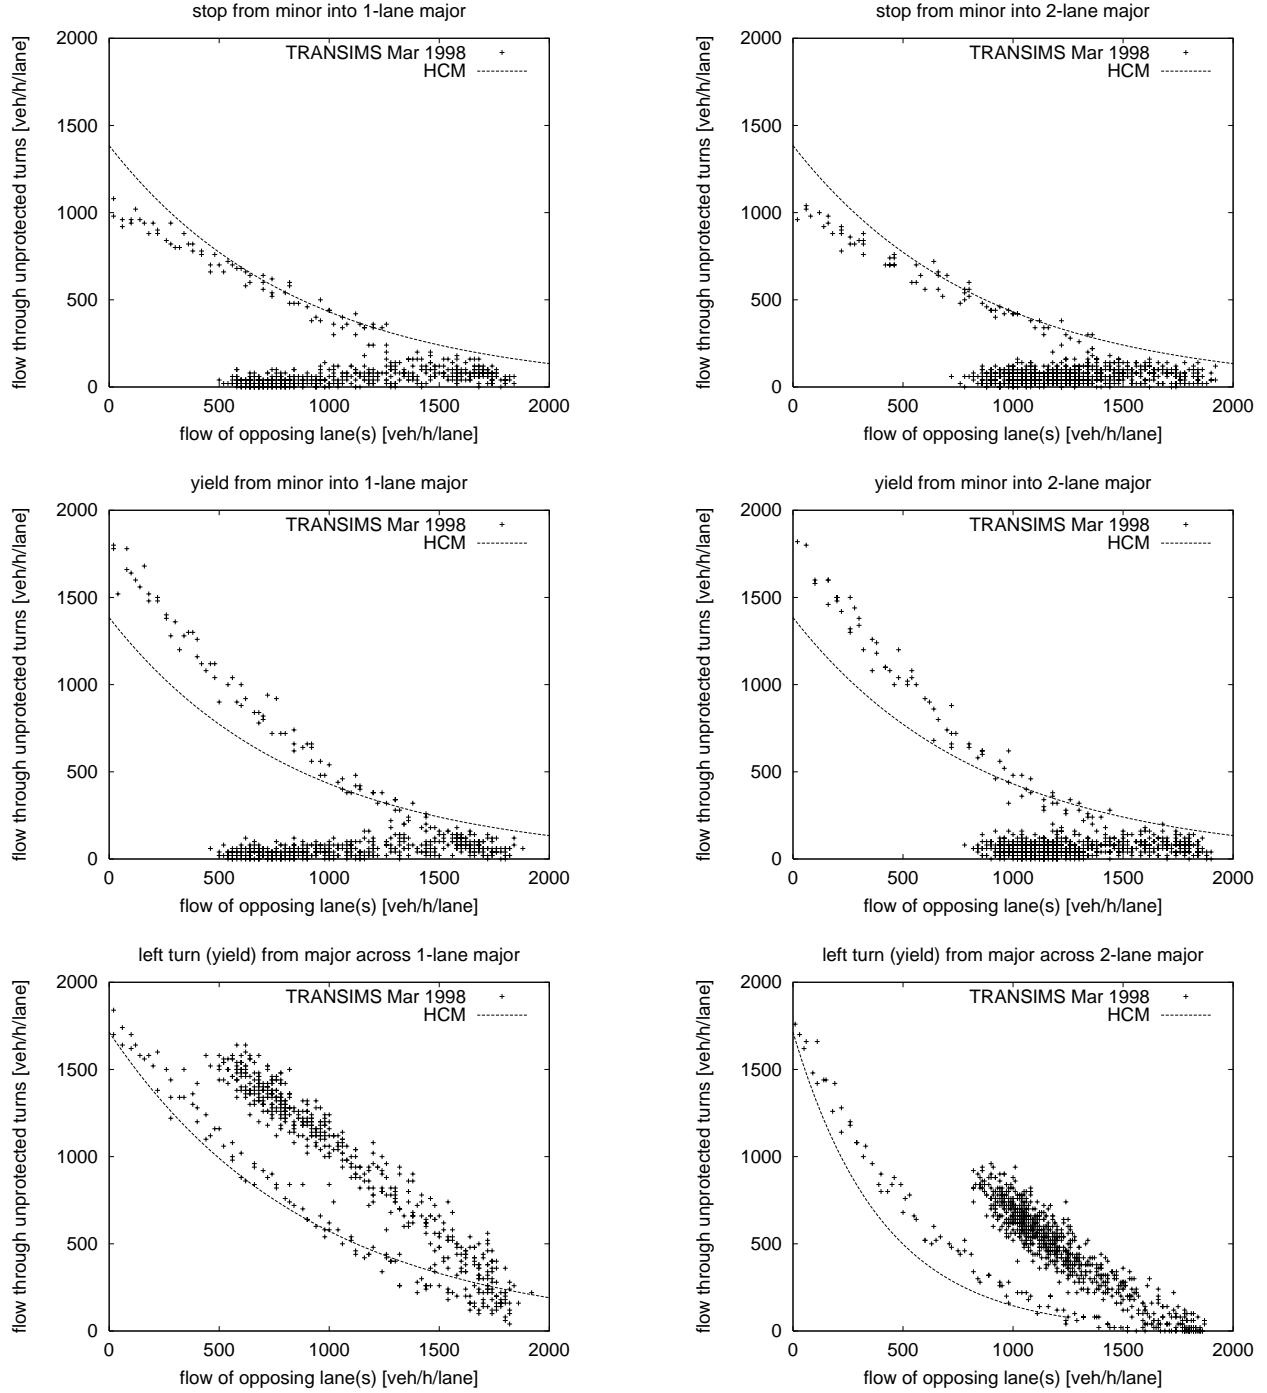 stop from minor into 1-lane major
2000
1500
1000
500
0
0 500 1000 1500 2000
flow through unprotected turns [veh/h/lane]
flow of opposing lane(s) [veh/h/lane]
TRANSIMS Mar 1998
HCM
stop from minor into 2-lane major
2000
1500
1000
500
0
0 500 1000 1500 2000
flow through unprotected turns [veh/h/lane]
flow of opposing lane(s) [veh/h/lane]
TRANSIMS Mar 1998
HCM
yield from minor into 1-lane major
2000
1500
1000
500
0
0 500 1000 1500 2000
flow through unprotected turns [veh/h/lane]
flow of opposing lane(s) [veh/h/lane]
TRANSIMS Mar 1998
HCM
yield from minor into 2-lane major
2000
1500
1000
500
0
0 500 1000 1500 2000
flow through unprotected turns [veh/h/lane]
flow of opposing lane(s) [veh/h/lane]
TRANSIMS Mar 1998
HCM
left turn (yield) from major across 1-lane major
2000
1500
1000
500
0
0 500 1000 1500 2000
flow through unprotected turns [veh/h/lane]
flow of opposing lane(s) [veh/h/lane]
TRANSIMS Mar 1998
HCM
left turn (yield) from major across 2-lane major
2000
1500
1000
500
0
0 500 1000 1500 2000
flow through unprotected turns [veh/h/lane]
flow of opposing lane(s) [veh/h/lane]
TRANSIMS Mar 1998
HCM